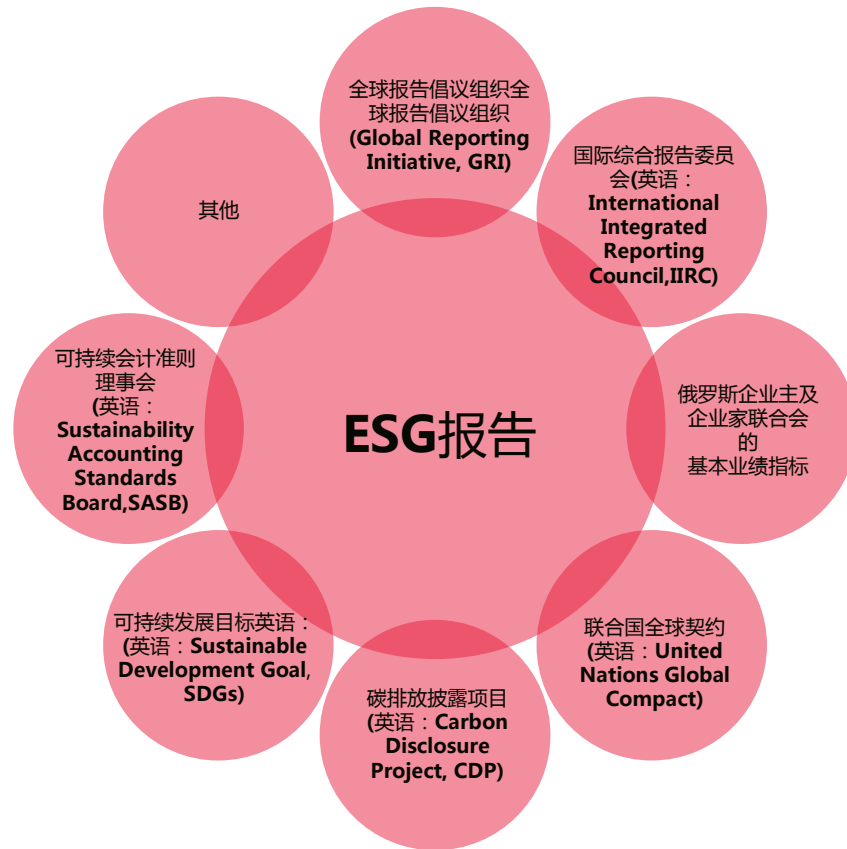 全球报告倡议组织全
球报告倡议组织
(Global Reporting
Initiative, GRI)
国际综合报告委员
会(英语：
International
Integrated
Reporting
Council,IIRC)
俄罗斯企业主及
企业家联合会
的
基本业绩指标
联合国全球契约
(英语：United
Nations Global
Compact)
碳排放披露项目
(英语：Carbon
Disclosure
Project, CDP)
可持续发展目标英语：
(英语：Sustainable
Development Goal,
SDGs)
可持续会计准则
理事会
(英语：
Sustainability
Accounting
Standards
Board,SASB)
其他
ESG报告